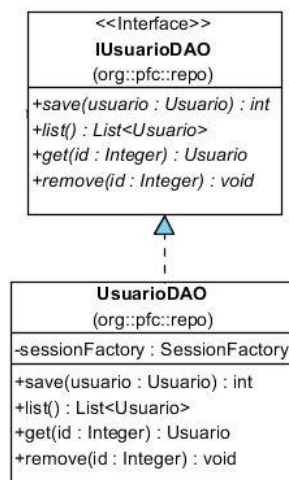 <<Interface>>
IUsuarioDAO
(org::pfc::repo)
+save(usuario : Usuario) : int
+list() : List<Usuario>
+get(id : Integer) : Usuario
+remove(id : Integer) : void
UsuarioDAO
(org::pfc::repo)
-sessionFactory : SessionFactory
+save(usuario : Usuario) : int
+list() : List<Usuario>
+get(id : Integer) : Usuario
+remove(id : Integer) : void